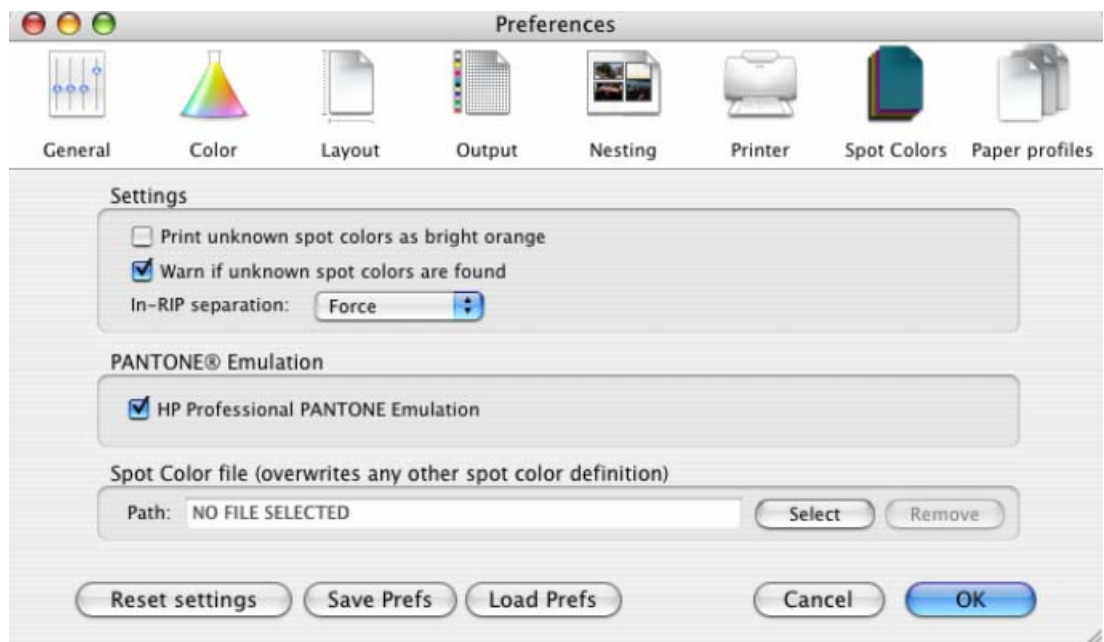 Preferences
General Color Layout Output Nesting Printer Spot Colors Paper profiles
Settings
Print unknown spot colors as bright orange
Warn if unknown spot colors are found
In-RIP separation: Force
PANTONE® Emulation
HP Professional PANTONE Emulation
Spot Color file (overwrites any other spot color definition)
Path: NO FILE SELECTED Select Remove
Reset settings Save Prefs Load Prefs Cancel OK